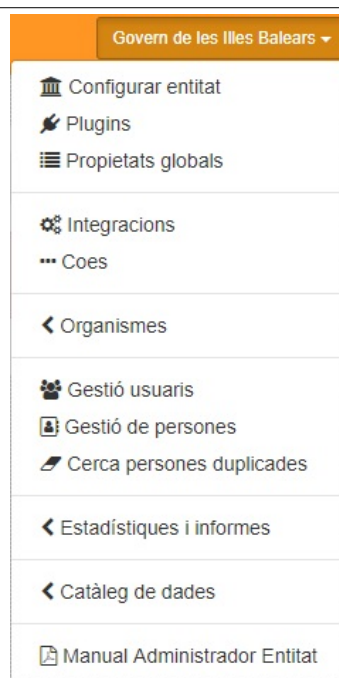 Govern de les Illes Balears
Configurar entitat
Plugins
Propietats globals
Integracions
Coes
Organismes
Gestió usuaris
Gestió de persones
Cerca persones duplicades
Estadístiques i informes
Catàleg de dades
Manual Administrador Entitat